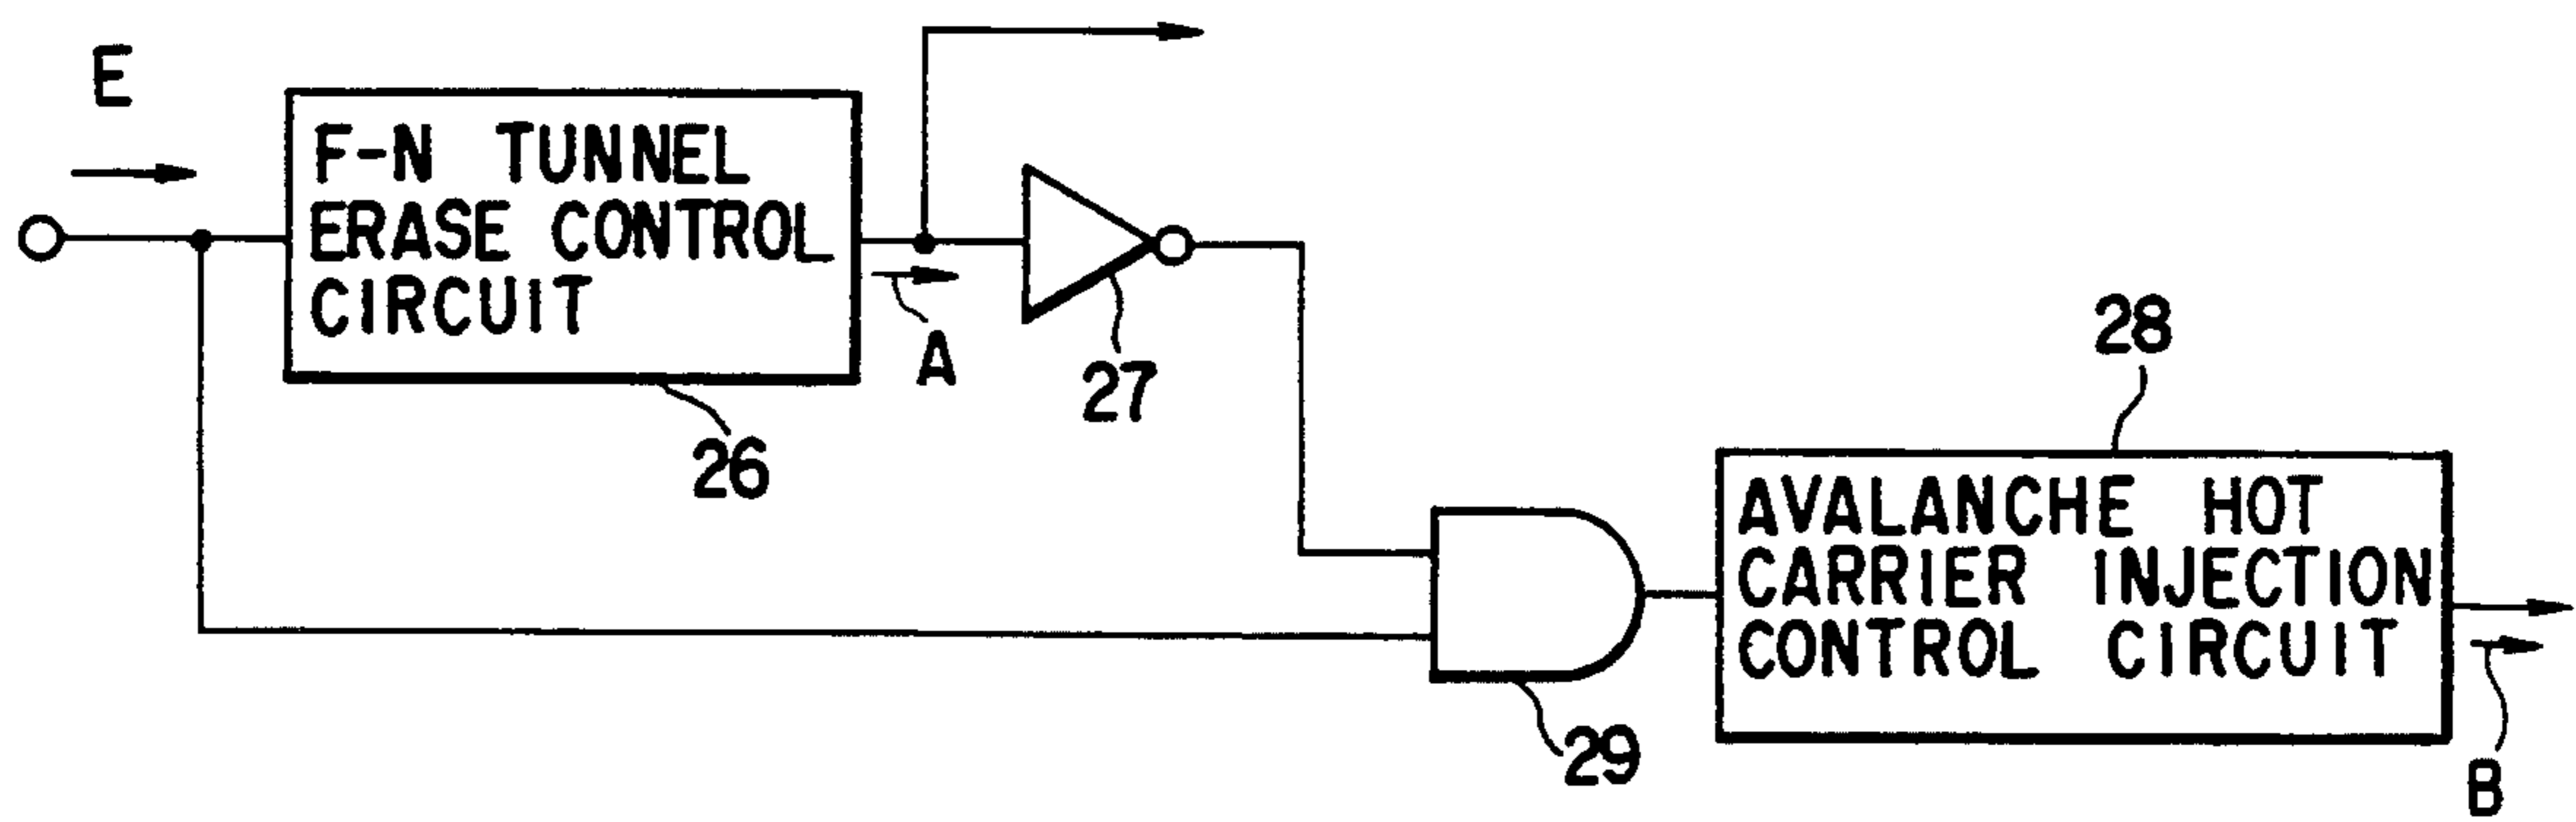 E
F-N TUNNEL
ERASE CONTROL
CIRCUIT
A
27
26
28
AVALANCHE HOT
CARRIER INJECTION
CONTROL CIRCUIT
29
B